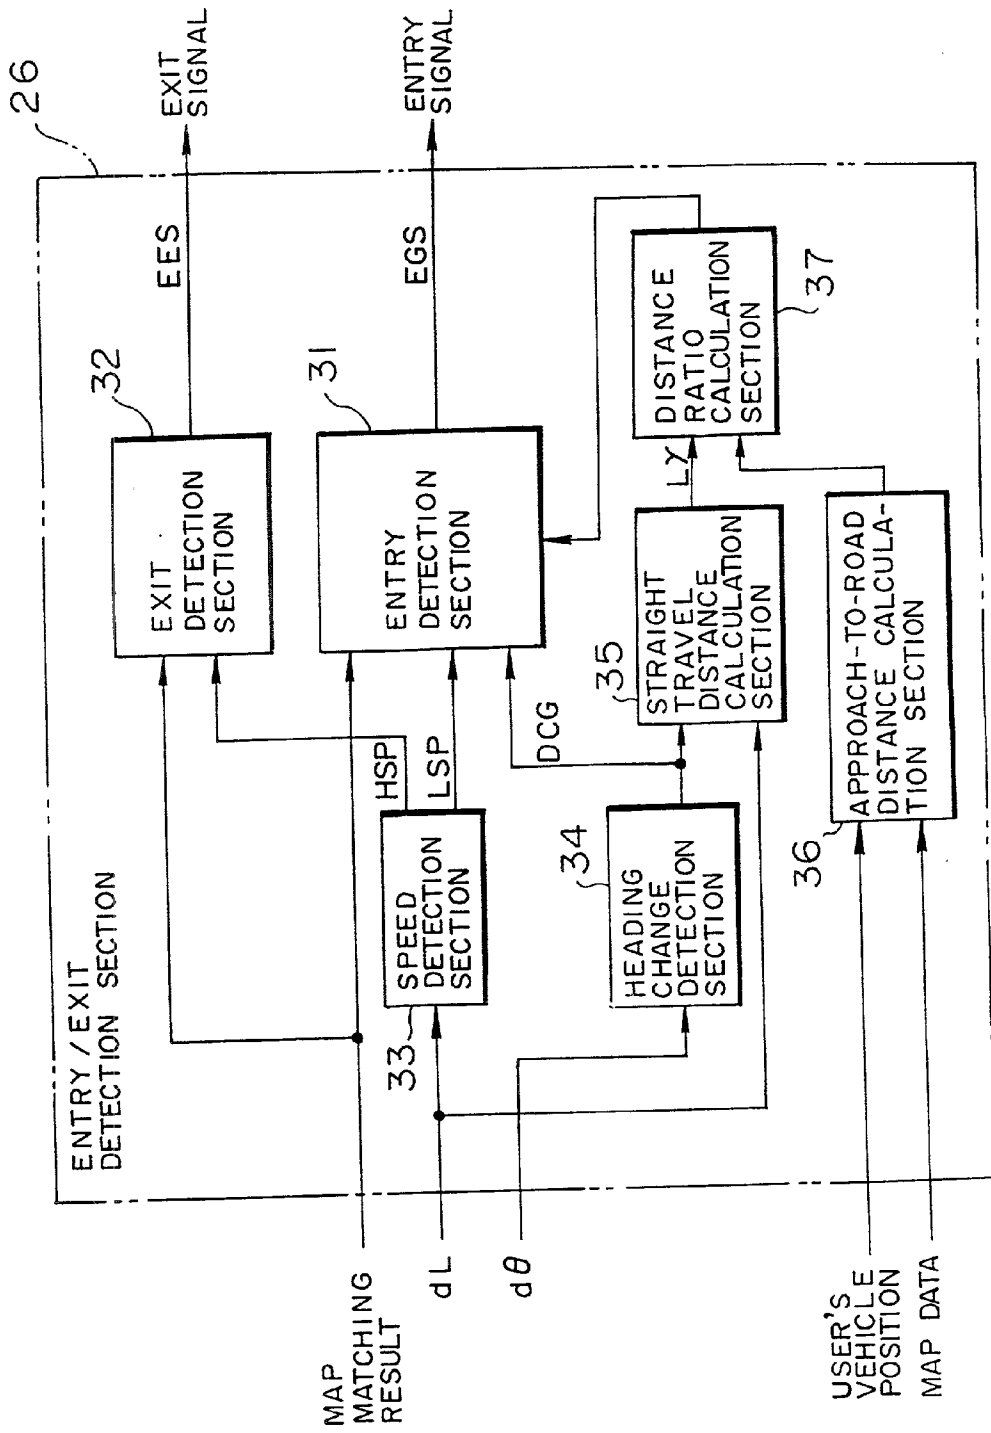 26
ENTRY / EXIT
DETECTION SECTION
EXIT
SIGNAL
ENTRY
SIGNAL
EES
EGS
32
EXIT
DETECTION
SECTION
31
ENTRY
DETECTION
SECTION
HSP
LSP
DCG
33
SPEED
DETECTION
SECTION
34
HEADING
CHANGE
DETECTION
SECTION
35
STRAIGHT
TRAVEL
DISTANCE
CALCULATION
SECTION
Lγ
DISTANCE
RATIO
CALCULATION
SECTION
37
36
APPROACH-TO-ROAD
DISTANCE CALCULA-
TION SECTION
MAP
MATCHING
RESULT
dL
dθ
USER'S
VEHICLE
POSITION
MAP DATA